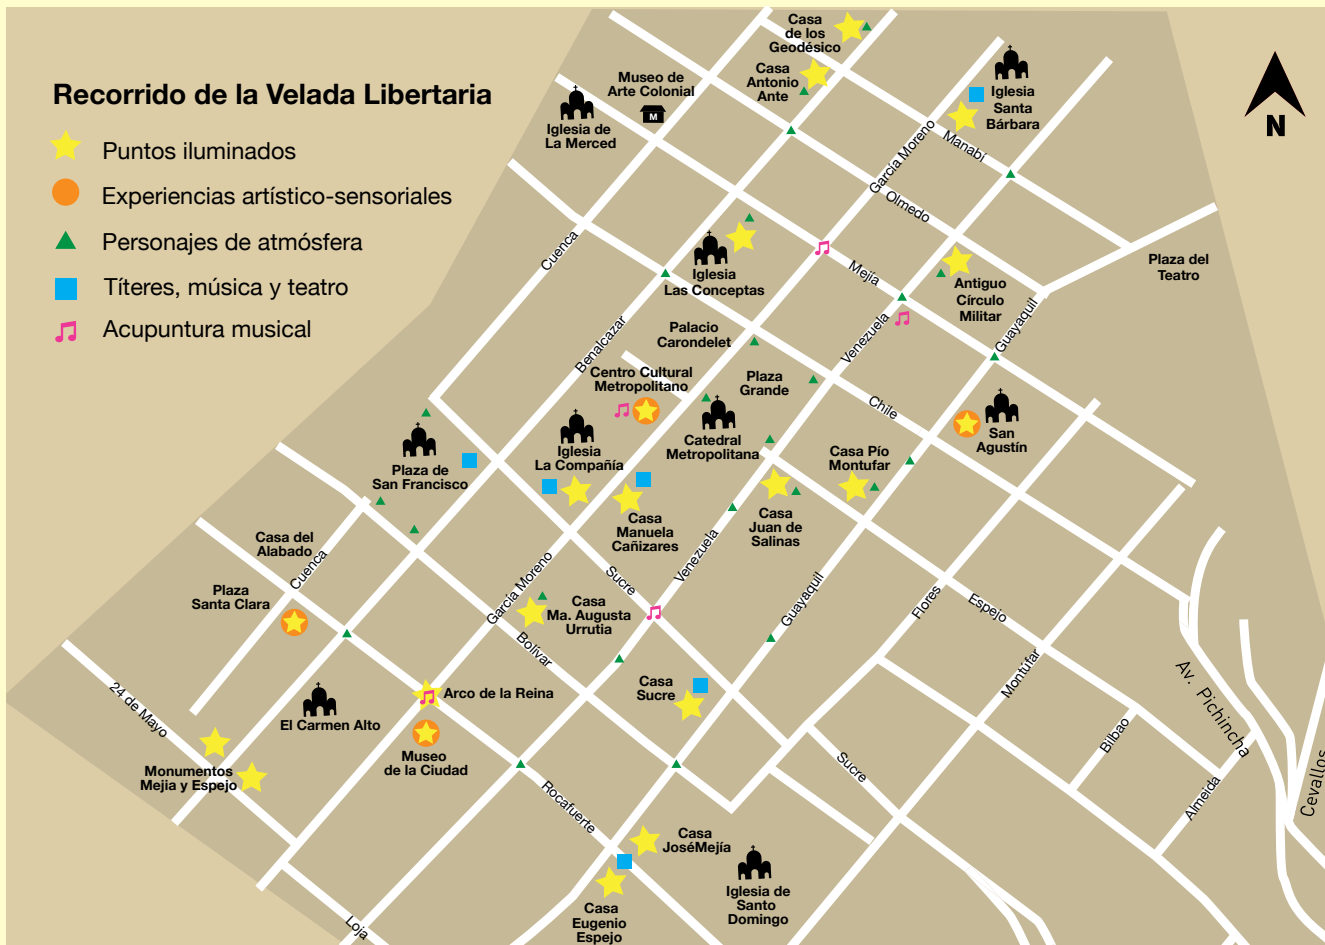 Recorrido de la Velada Libertaria
Puntos iluminados
Experiencias artístico-sensoriales
Personajes de atmósfera
Títeres, música y teatro
Acupuntura musical
N
Casa
de los
Geodésico
Casa
Antonio
Ante
Museo de
Arte Colonial
M
Iglesia de
La Merced
Iglesia
Santa
Bárbara
García Moreno
Manabí
Olmedo
Cuenca
Iglesia
Las Conceptas
Mejía
Antiguo
Círculo
Militar
Plaza del
Teatro
Guayaquil
Venezuela
Benalcazar
Palacio
Carondelet
Centro Cultural
Metropolitano
Plaza
Grande
Chile
Catedral
Metropolitana
San
Agustín
Iglesia
La Compañía
Casa Pío
Montufar
Plaza de
San Francisco
Casa
Manuela
Cañizares
Casa
Juan de
Salinas
Casa del
Alabado
Cuenca
Plaza
Santa Clara
García Moreno
Sucre
Venezuela
Casa
Ma. Augusta
Urrutia
Bolívar
Guayaquil
Flores
Espejo
Montúfar
Av. Pichincha
24 de Mayo
El Carmen Alto
Arco de la Reina
Casa
Sucre
Museo
de la Ciudad
Monumentos
Mejia y Espejo
Sucre
Bilbao
Almeida
Cevallos
Rocafuerte
Casa
JoséMejía
Iglesia de
Santo
Domingo
Casa
Eugenio
Espejo
Loja